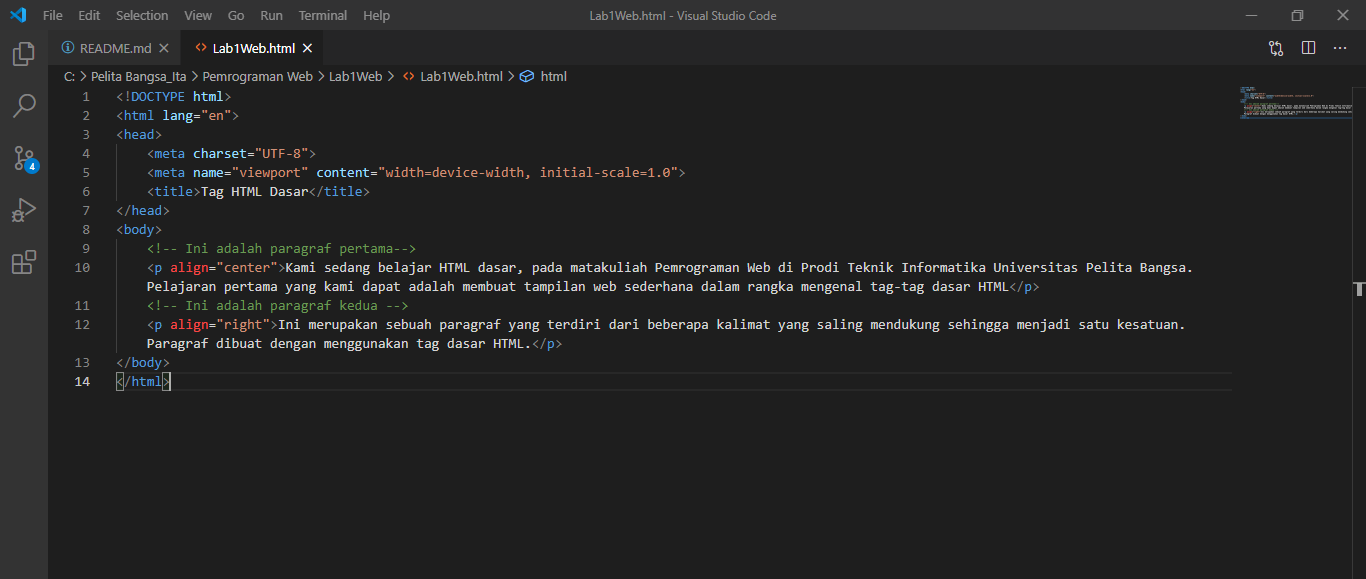 File Edit Selection View Go Run Terminal Help Lab1Web.html - Visual Studio Code
README.md Lab1Web.html
C: > Pelita Bangsa_Ita > Pemrograman Web > Lab1Web > Lab1Web.html > html
1 <!DOCTYPE html>
2 <html lang="en">
3 <head>
4 <meta charset="UTF-8">
5 <meta name="viewport" content="width=device-width, initial-scale=1.0">
6 <title>Tag HTML Dasar</title>
7 </head>
8 <body>
9 <!-- Ini adalah paragraf pertama-->
10 <p align="center">Kami sedang belajar HTML dasar, pada matakuliah Pemrograman Web di Prodi Teknik Informatika Universitas Pelita Bangsa.
Pelajaran pertama yang kami dapat adalah membuat tampilan web sederhana dalam rangka mengenal tag-tag dasar HTML</p>
11 <!-- Ini adalah paragraf kedua -->
12 <p align="right">Ini merupakan sebuah paragraf yang terdiri dari beberapa kalimat yang saling mendukung sehingga menjadi satu kesatuan.
Paragraf dibuat dengan menggunakan tag dasar HTML.</p>
13 </body>
14 </html>
4